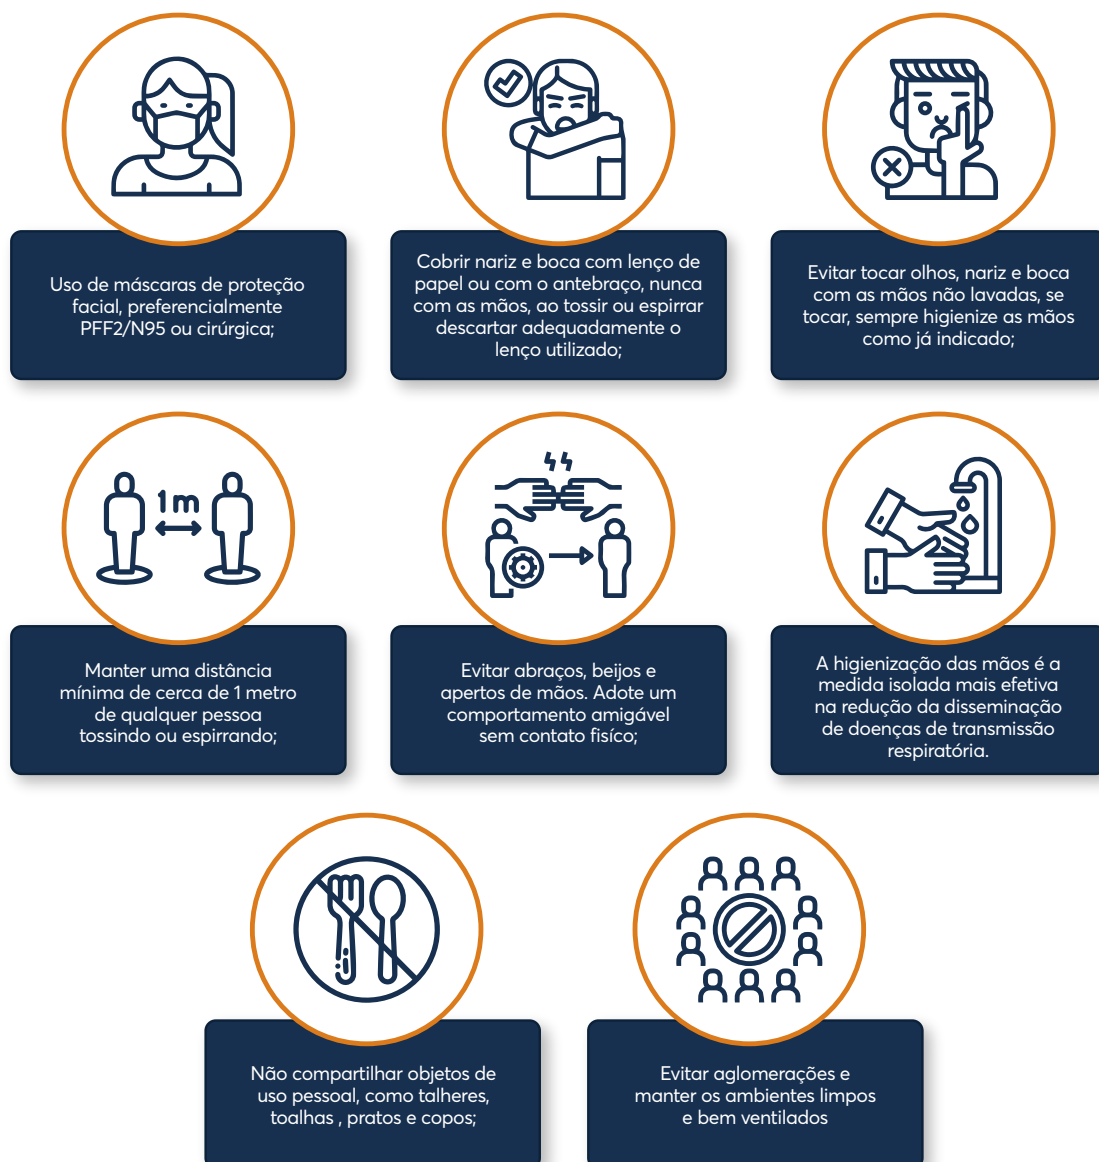 Uso de máscaras de proteção
facial, preferencialmente
PFF2/N95 ou cirúrgica;
Cobrir nariz e boca com lenço de
papel ou com o antebraço, nunca
com as mãos, ao tossir ou espirrar
descartar adequadamente o
lenço utilizado;
Evitar tocar olhos, nariz e boca
com as mãos não lavadas, se
tocar, sempre higienize as mãos
como já indicado;
1 m
Manter uma distância
mínima de cerca de 1 metro
de qualquer pessoa
tossindo ou espirrando;
Evitar abraços, beijos e
apertos de mãos. Adote um
comportamento amigável
sem contato fisíco;
A higienização das mãos é a
medida isolada mais efetiva
na redução da disseminação
de doenças de transmissão
respiratória.
Não compartilhar objetos de
uso pessoal, como talheres,
toalhas , pratos e copos;
Evitar aglomerações e
manter os ambientes limpos
e bem ventilados